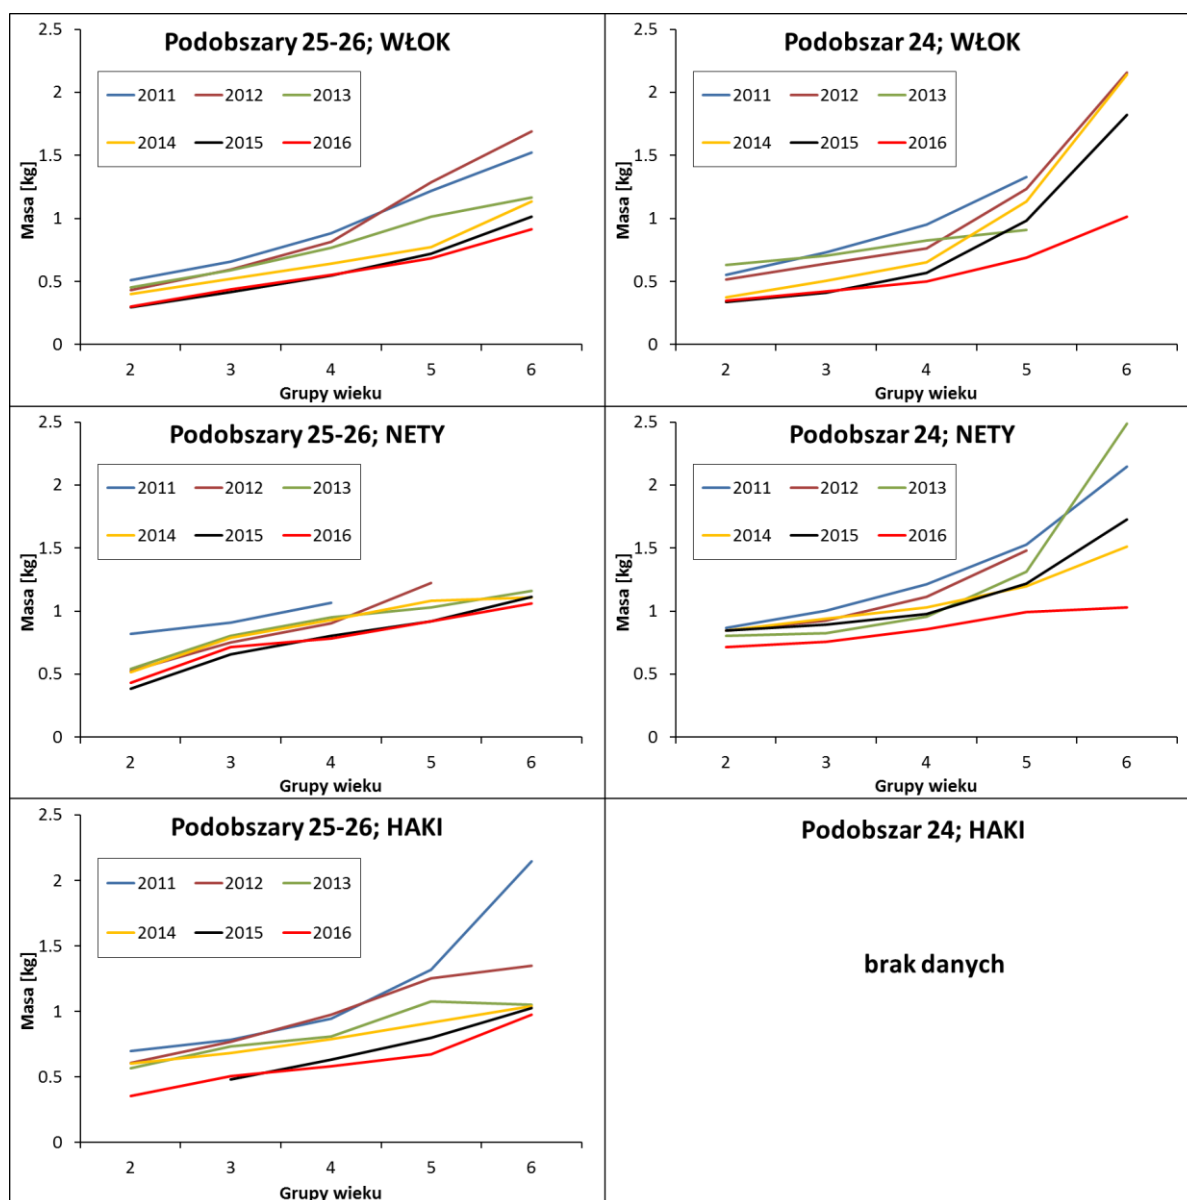 Podobszary 25-26; WŁOK
2011 2012 2013
2014 2015 2016
Masa [kg]
2.5
2
1.5
1
0.5
0
2 3 4 5 6
Grupy wieku
Podobszar 24; WŁOK
2011 2012 2013
2014 2015 2016
Masa [kg]
2.5
2
1.5
1
0.5
0
2 3 4 5 6
Grupy wieku
Podobszary 25-26; NETY
2011 2012 2013
2014 2015 2016
Masa [kg]
2.5
2
1.5
1
0.5
0
2 3 4 5 6
Grupy wieku
Podobszar 24; NETY
2011 2012 2013
2014 2015 2016
Masa [kg]
2.5
2
1.5
1
0.5
0
2 3 4 5 6
Grupy wieku
Podobszary 25-26; HAKI
2011 2012 2013
2014 2015 2016
Masa [kg]
2.5
2
1.5
1
0.5
0
2 3 4 5 6
Grupy wieku
Podobszar 24; HAKI
brak danych